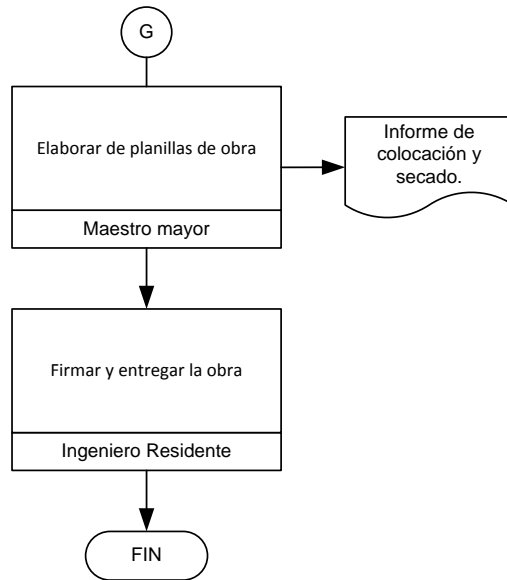 G
Elaborar de planillas de obra
Maestro mayor
Informe de
colocación y
secado.
Firmar y entregar la obra
Ingeniero Residente
FIN